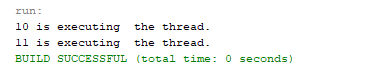 run:
10 is executing  the thread.
11 is executing  the thread.
BUILD SUCCESSFUL (total time: 0 seconds)